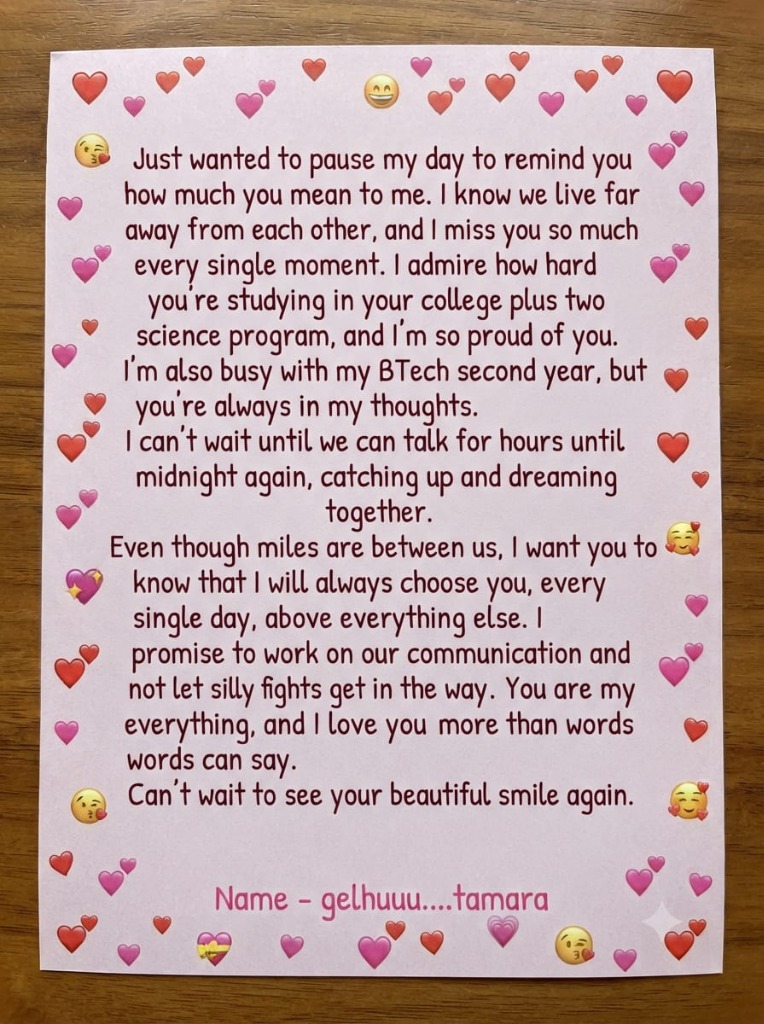 Just wanted to pause my day to remind you
how much you mean to me. I know we live far
away from each other, and I miss you so much
every single moment. I admire how hard
you're studying in your college plus two
science program, and I'm so proud of you.
I'm also busy with my BTech second year, but
you're always in my thoughts.
I can't wait until we can talk for hours until
midnight again, catching up and dreaming
together.
Even though miles are between us, I want you to
know that I will always choose you, every
single day, above everything else. I
promise to work on our communication and
not let silly fights get in the way. You are my
everything, and I love you more than words
words can say.
Can't wait to see your beautiful smile again.
Name - gelhuuu....tamara